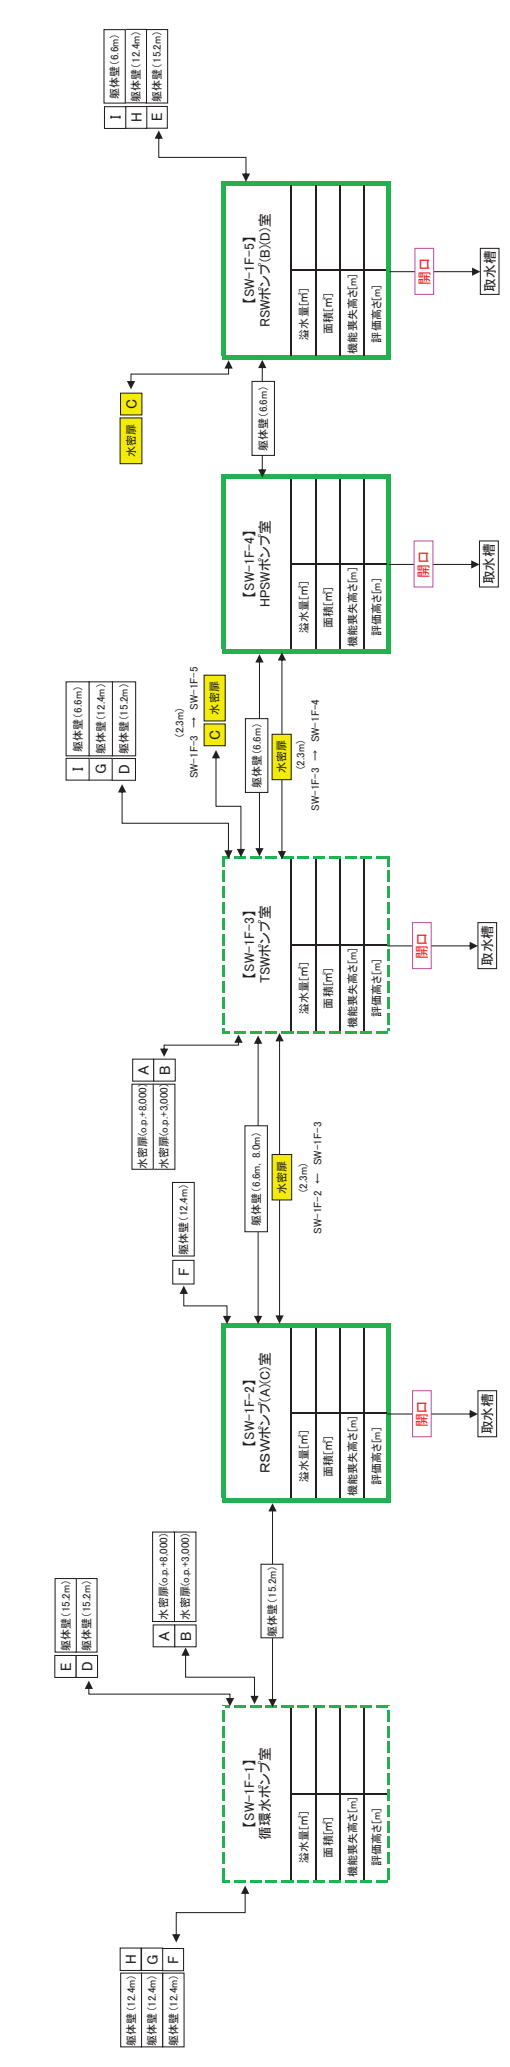 躯体壁(12.4m) H
躯体壁(12.4m) G
躯体壁(12.4m) F
【SW-1F-1】
循環水ポンプ室
溢水量[㎥]
面積[㎡]
機能喪失高さ[m]
評価高さ[m]
E 躯体壁(15.2m)
D 躯体壁(15.2m)
A 水密扉(o.p.+8,000)
B 水密扉(o.p.+3,000)
躯体壁(15.2m)
【SW-1F-2】
RSWポンプ(A)(C)室
溢水量[㎥]
面積[㎡]
機能喪失高さ[m]
評価高さ[m]
開口
取水槽
F 躯体壁(12.4m)
水密扉(o.p.+8,000) A
水密扉(o.p.+3,000) B
躯体壁(6.6m, 8.0m)
水密扉
(2.3m)
SW-1F-2 ← SW-1F-3
【SW-1F-3】
TSWポンプ室
溢水量[㎥]
面積[㎡]
機能喪失高さ[m]
評価高さ[m]
開口
取水槽
I 躯体壁(6.6m)
G 躯体壁(12.4m)
D 躯体壁(15.2m)
(2.3m)
SW-1F-3 → SW-1F-5
C 水密扉
躯体壁(6.6m)
水密扉
(2.3m)
SW-1F-3 → SW-1F-4
【SW-1F-4】
HPSWポンプ室
溢水量[㎥]
面積[㎡]
機能喪失高さ[m]
評価高さ[m]
開口
取水槽
水密扉 C
躯体壁(6.6m)
【SW-1F-5】
RSWポンプ(B)(D)室
溢水量[㎥]
面積[㎡]
機能喪失高さ[m]
評価高さ[m]
開口
取水槽
I 躯体壁(6.6m)
H 躯体壁(12.4m)
E 躯体壁(15.2m)